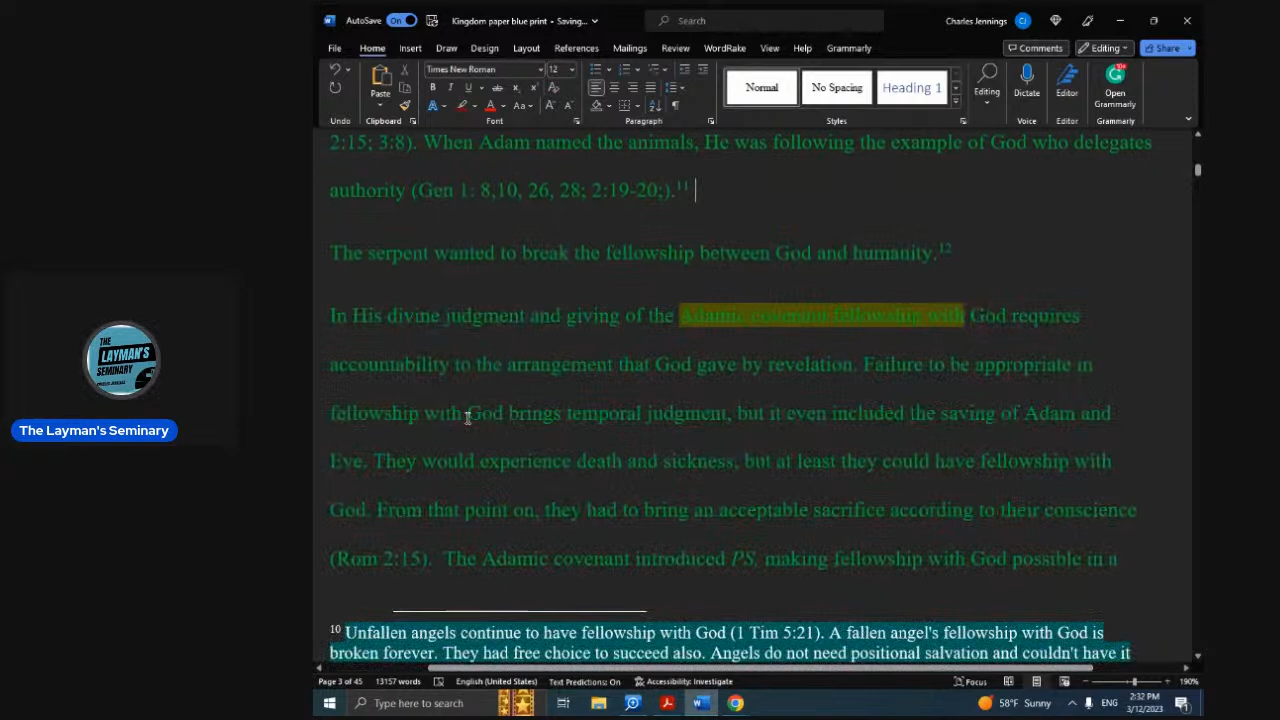 AutoSave On Kingdom paper blue print - Saving... Search Charles Jennings CJ
File Home Insert Draw Design Layout References Mailings Review WordRake View Help Grammarly Comments Editing Share
Times New Roman 12
Paste B I U ab x x A
A A Aa A A
Normal No Spacing Heading 1
Editing Dictate Editor Open Grammarly
Undo Clipboard Font Paragraph Styles Voice Editor Grammarly
2:15; 3:8). When Adam named the animals, He was following the example of God who delegates
authority (Gen 1: 8,10, 26, 28; 2:19-20;).11
The serpent wanted to break the fellowship between God and humanity.12
In His divine judgment and giving of the Adamic covenant fellowship with God requires
accountability to the arrangement that God gave by revelation. Failure to be appropriate in
fellowship with God brings temporal judgment, but it even included the saving of Adam and
Eve. They would experience death and sickness, but at least they could have fellowship with
God. From that point on, they had to bring an acceptable sacrifice according to their conscience
(Rom 2:15). The Adamic covenant introduced PS, making fellowship with God possible in a
10 Unfallen angels continue to have fellowship with God (1 Tim 5:21). A fallen angel's fellowship with God is
broken forever. They had free choice to succeed also. Angels do not need positional salvation and couldn't have it
THE LAYMAN'S SEMINARY
The Layman's Seminary
Page 3 of 45 13157 words English (United States) Text Predictions: On Accessibility: Investigate Focus 190%
Type here to search 58°F Sunny ENG 2:32 PM
3/12/2023